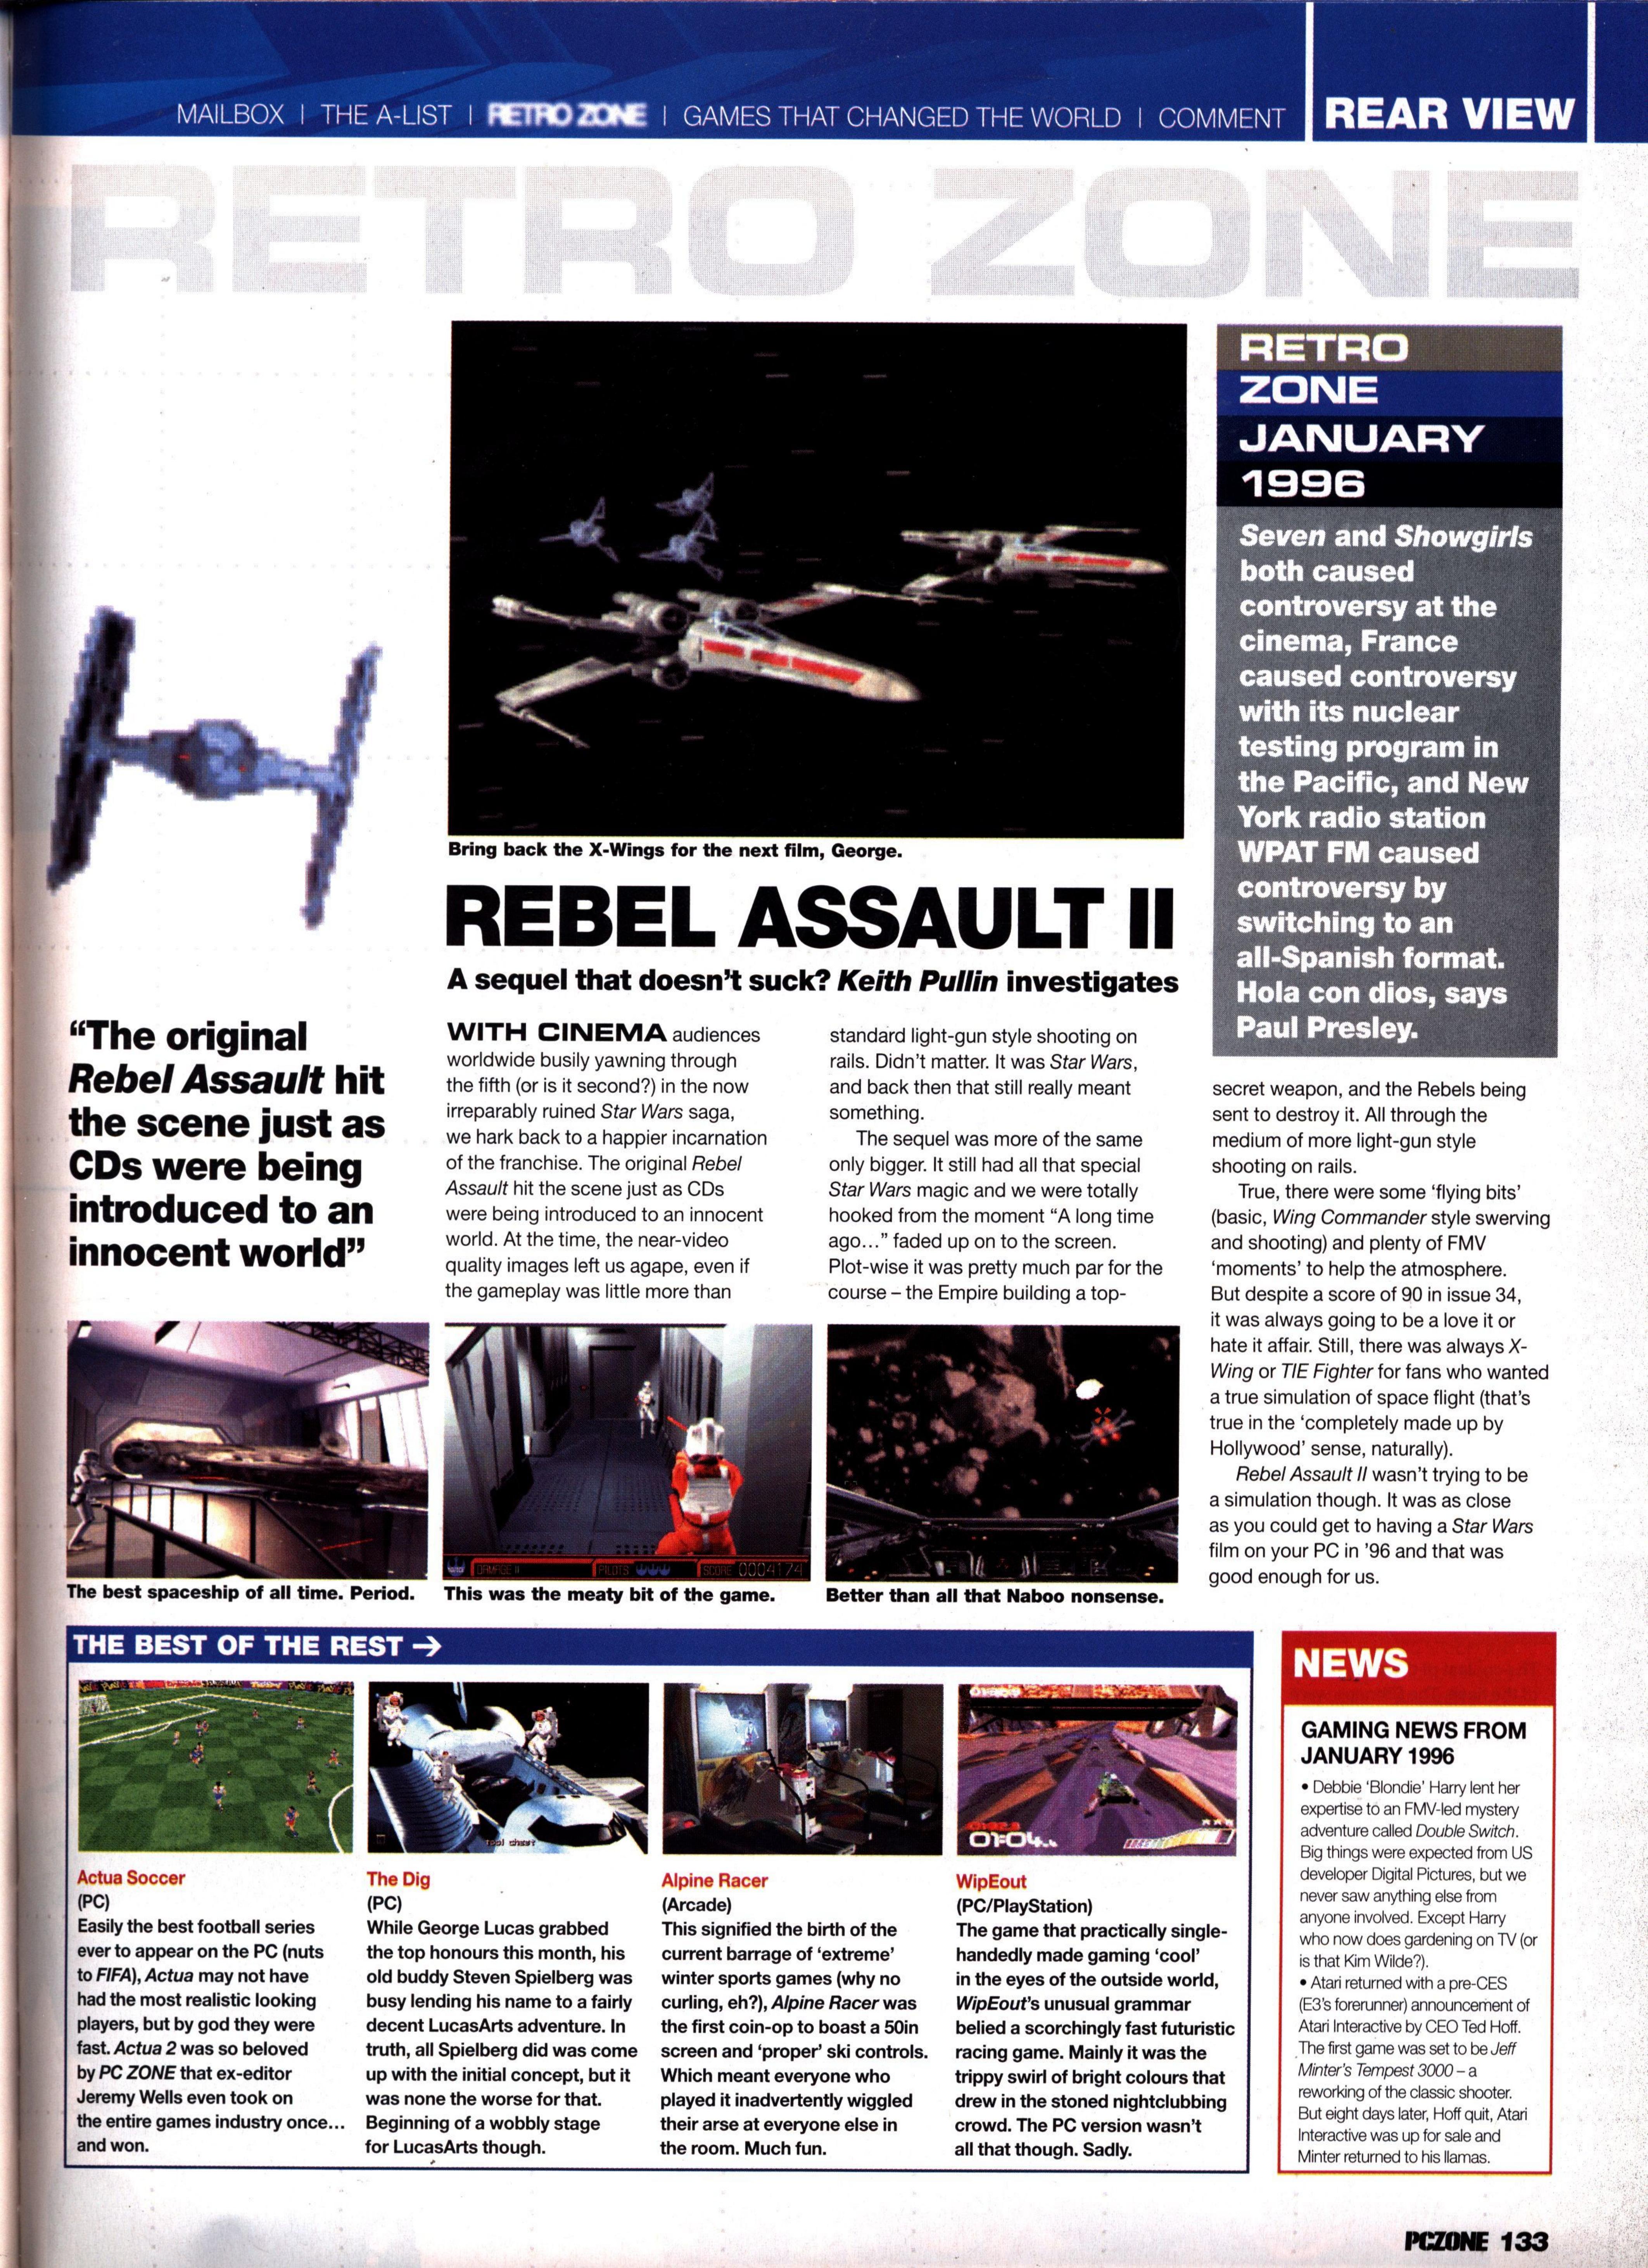 MAILBOX | THE A-LIST | RETRO ZONE | GAMES THAT CHANGED THE WORLD | COMMENT
REAR VIEW
RETRO ZONE
Bring back the X-Wings for the next film, George.
REBEL ASSAULT II
A sequel that doesn't suck? Keith Pullin investigates
"The original
Rebel Assault hit
the scene just as
CDs were being
introduced to an
innocent world"
WITH CINEMA audiences
worldwide busily yawning through
the fifth (or is it second?) in the now
irreparably ruined Star Wars saga,
we hark back to a happier incarnation
of the franchise. The original Rebel
Assault hit the scene just as CDs
were being introduced to an innocent
world. At the time, the near-video
quality images left us agape, even if
the gameplay was little more than
standard light-gun style shooting on
rails. Didn't matter. It was Star Wars,
and back then that still really meant
something.
The sequel was more of the same
only bigger. It still had all that special
Star Wars magic and we were totally
hooked from the moment "A long time
ago..." faded up on to the screen.
Plot-wise it was pretty much par for the
course – the Empire building a top-
secret weapon, and the Rebels being
sent to destroy it. All through the
medium of more light-gun style
shooting on rails.
True, there were some 'flying bits'
(basic, Wing Commander style swerving
and shooting) and plenty of FMV
'moments' to help the atmosphere.
But despite a score of 90 in issue 34,
it was always going to be a love it or
hate it affair. Still, there was always X-
Wing or TIE Fighter for fans who wanted
a true simulation of space flight (that's
true in the 'completely made up by
Hollywood' sense, naturally).
Rebel Assault II wasn't trying to be
a simulation though. It was as close
as you could get to having a Star Wars
film on your PC in '96 and that was
good enough for us.
RETRO
ZONE
JANUARY
1996
Seven and Showgirls
both caused
controversy at the
cinema, France
caused controversy
with its nuclear
testing program in
the Pacific, and New
York radio station
WPAT FM caused
controversy by
switching to an
all-Spanish format.
Hola con dios, says
Paul Presley.
DAMAGE
PILOTS
SCORE 0004174
The best spaceship of all time. Period.
This was the meaty bit of the game.
Better than all that Naboo nonsense.
THE BEST OF THE REST →
Tool chest
01:04
Actua Soccer
(PC)
Easily the best football series
ever to appear on the PC (nuts
to FIFA), Actua may not have
had the most realistic looking
players, but by god they were
fast. Actua 2 was so beloved
by PC ZONE that ex-editor
Jeremy Wells even took on
the entire games industry once...
and won.
The Dig
(PC)
While George Lucas grabbed
the top honours this month, his
old buddy Steven Spielberg was
busy lending his name to a fairly
decent LucasArts adventure. In
truth, all Spielberg did was come
up with the initial concept, but it
was none the worse for that.
Beginning of a wobbly stage
for LucasArts though.
Alpine Racer
(Arcade)
This signified the birth of the
current barrage of 'extreme'
winter sports games (why no
curling, eh?), Alpine Racer was
the first coin-op to boast a 50in
screen and 'proper' ski controls.
Which meant everyone who
played it inadvertently wiggled
their arse at everyone else in
the room. Much fun.
WipEout
(PC/PlayStation)
The game that practically single-
handedly made gaming 'cool'
in the eyes of the outside world,
WipEout's unusual grammar
belied a scorchingly fast futuristic
racing game. Mainly it was the
trippy swirl of bright colours that
drew in the stoned nightclubbing
crowd. The PC version wasn't
all that though. Sadly.
NEWS
GAMING NEWS FROM
JANUARY 1996
• Debbie 'Blondie' Harry lent her
expertise to an FMV-led mystery
adventure called Double Switch.
Big things were expected from US
developer Digital Pictures, but we
never saw anything else from
anyone involved. Except Harry
who now does gardening on TV (or
is that Kim Wilde?).
• Atari returned with a pre-CES
(E3's forerunner) announcement of
Atari Interactive by CEO Ted Hoff.
The first game was set to be Jeff
Minter's Tempest 3000 – a
reworking of the classic shooter.
But eight days later, Hoff quit, Atari
Interactive was up for sale and
Minter returned to his llamas.
PCZONE 133